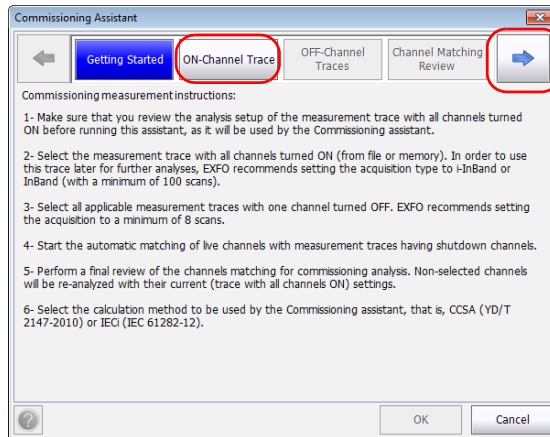 Commissioning Assistant
Getting Started
ON-Channel Trace
OFF-Channel
Traces
Channel Matching
Review
Commissioning measurement instructions:
1- Make sure that you review the analysis setup of the measurement trace with all channels turned
ON before running this assistant, as it will be used by the Commissioning assistant.
2- Select the measurement trace with all channels turned ON (from file or memory). In order to use
this trace later for further analyses, EXFO recommends setting the acquisition type to i-InBand or
InBand (with a minimum of 100 scans).
3- Select all applicable measurement traces with one channel turned OFF. EXFO recommends setting
the acquisition to a minimum of 8 scans.
4- Start the automatic matching of live channels with measurement traces having shutdown channels.
5- Perform a final review of the channels matching for commissioning analysis. Non-selected channels
will be re-analyzed with their current (trace with all channels ON) settings.
6- Select the calculation method to be used by the Commissioning assistant, that is, CCSA (YD/T
2147-2010) or IECi (IEC 61282-12).
?
OK
Cancel